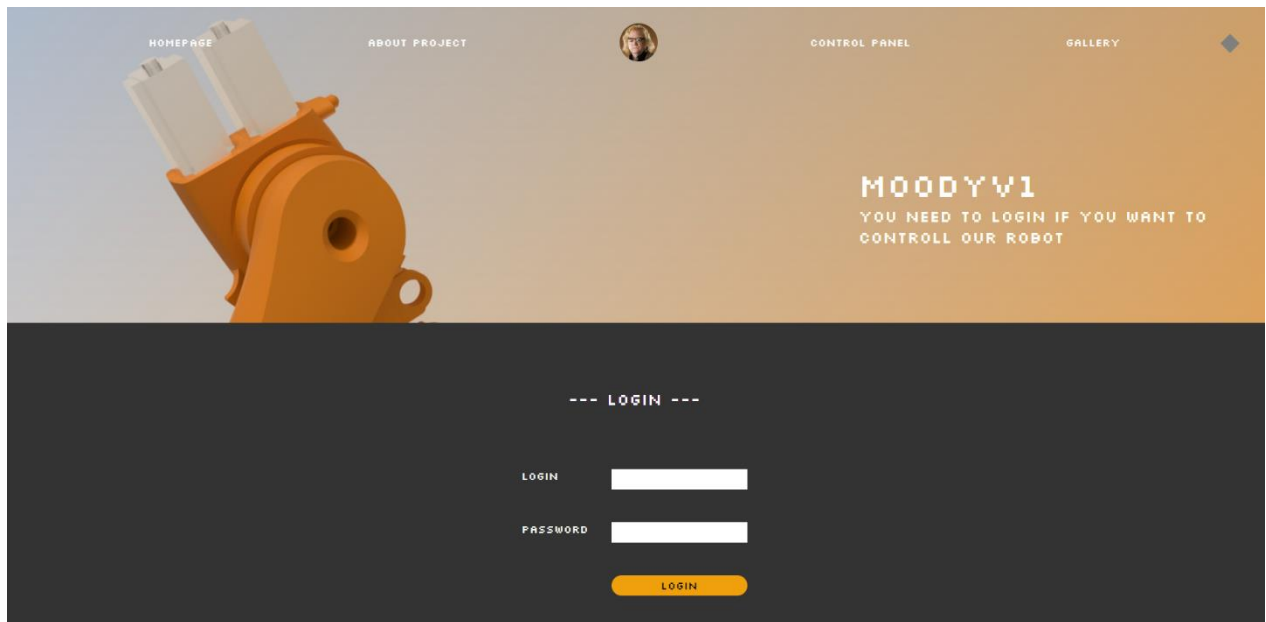 HOMEPAGE
ABOUT PROJECT
CONTROL PANEL
GALLERY
MOODYV1
YOU NEED TO LOGIN IF YOU WANT TO
CONTROLL OUR ROBOT
--- LOGIN ---
LOGIN
PASSWORD
LOGIN